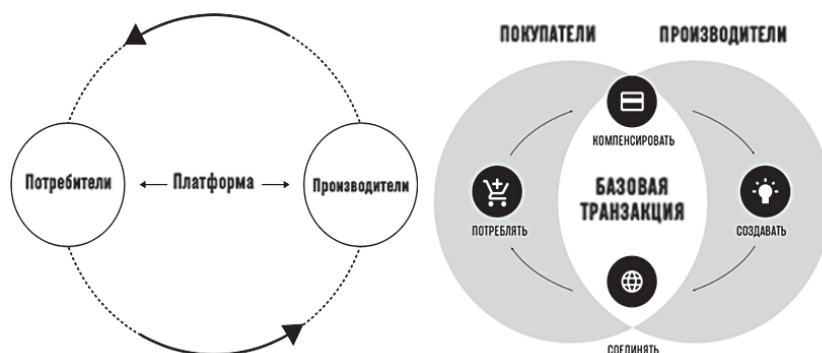 Потребители
Платформа
Производители
ПОКУПАТЕЛИ
ПРОИЗВОДИТЕЛИ
КОМПЕНСИРОВАТЬ
БАЗОВАЯ
ТРАНЗАКЦИЯ
ПОТРЕБЛЯТЬ
СОЗДАВАТЬ
СОЕДИНЯТЬ